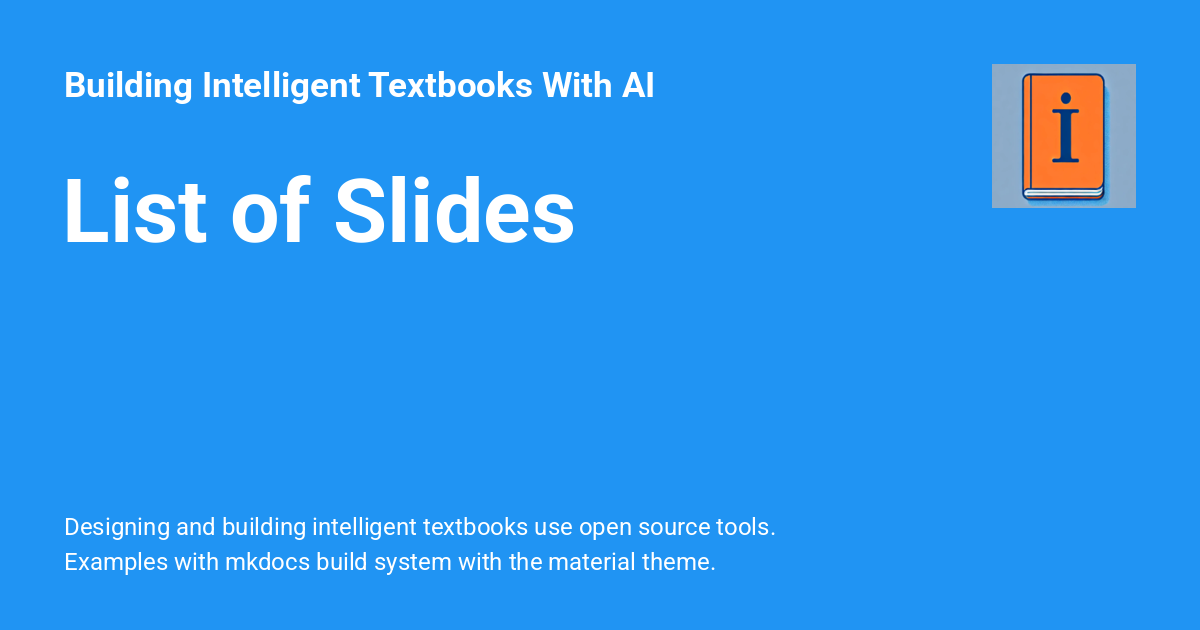 Building Intelligent Textbooks With AI
i
List of Slides
Designing and building intelligent textbooks use open source tools.
Examples with mkdocs build system with the material theme.